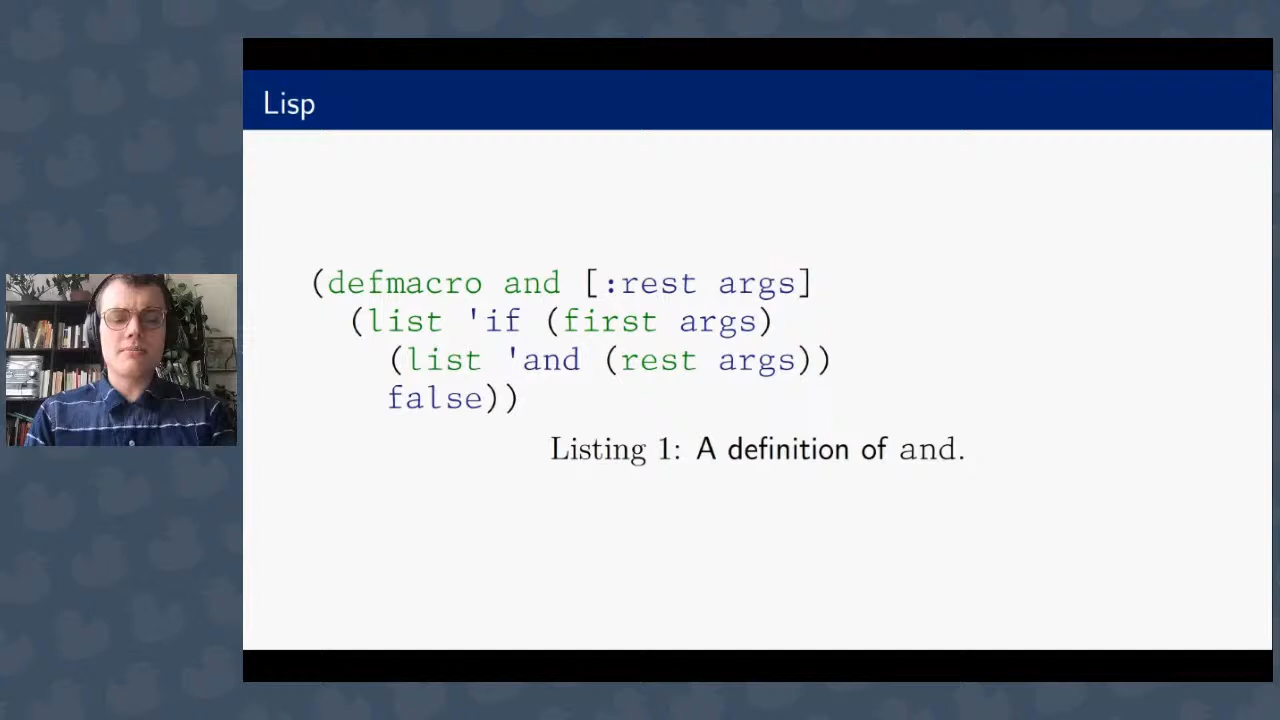 Lisp
(defmacro and [:rest args]
(list 'if (first args)
(list 'and (rest args))
false))
Listing 1: A definition of and.